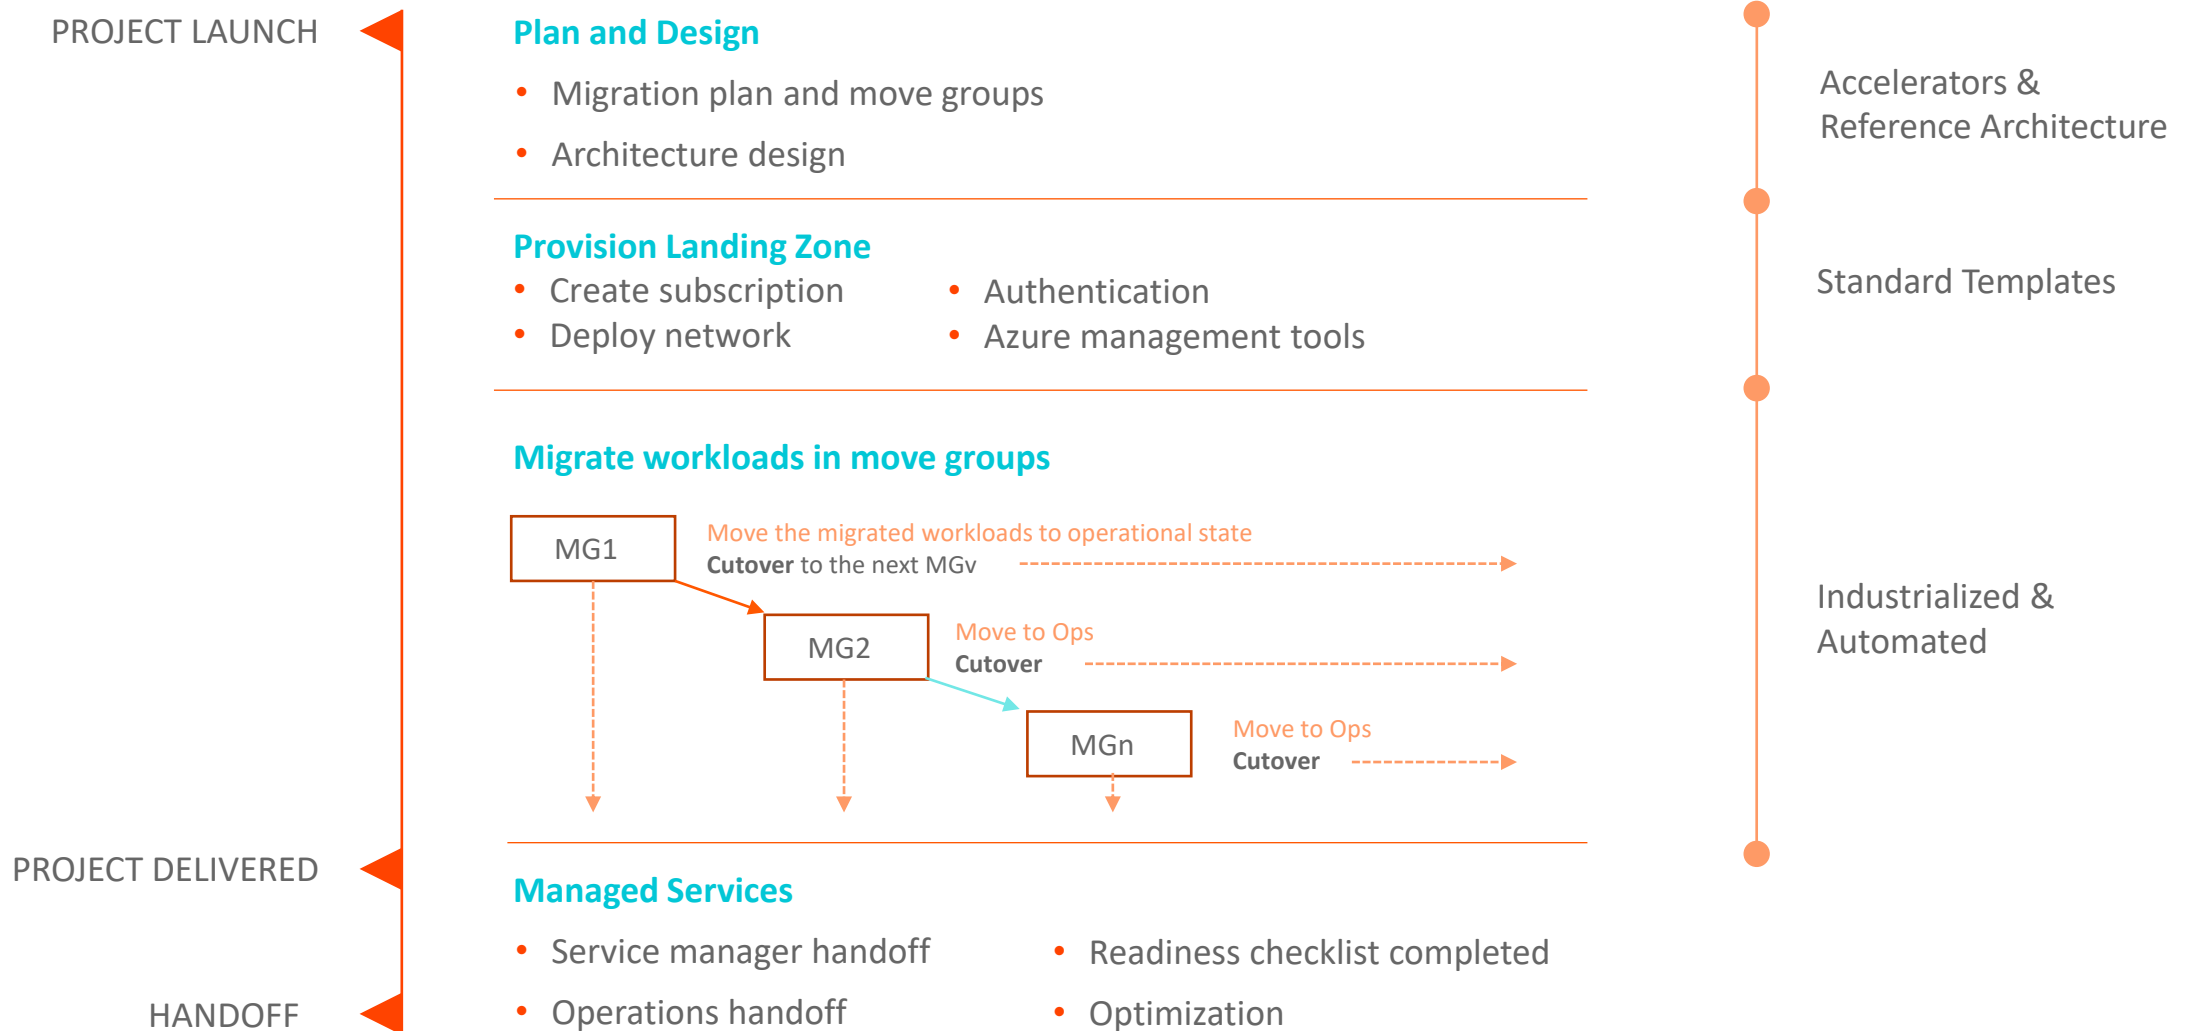 PROJECT LAUNCH
Plan and Design
• Migration plan and move groups
• Architecture design
Accelerators &
Reference Architecture
Provision Landing Zone
• Create subscription
• Deploy network
• Authentication
• Azure management tools
Standard Templates
Migrate workloads in move groups
MG1
Move the migrated workloads to operational state
Cutover to the next MGv
MG2
Move to Ops
Cutover
MGn
Move to Ops
Cutover
Industrialized &
Automated
PROJECT DELIVERED
Managed Services
• Service manager handoff
• Operations handoff
• Readiness checklist completed
• Optimization
HANDOFF